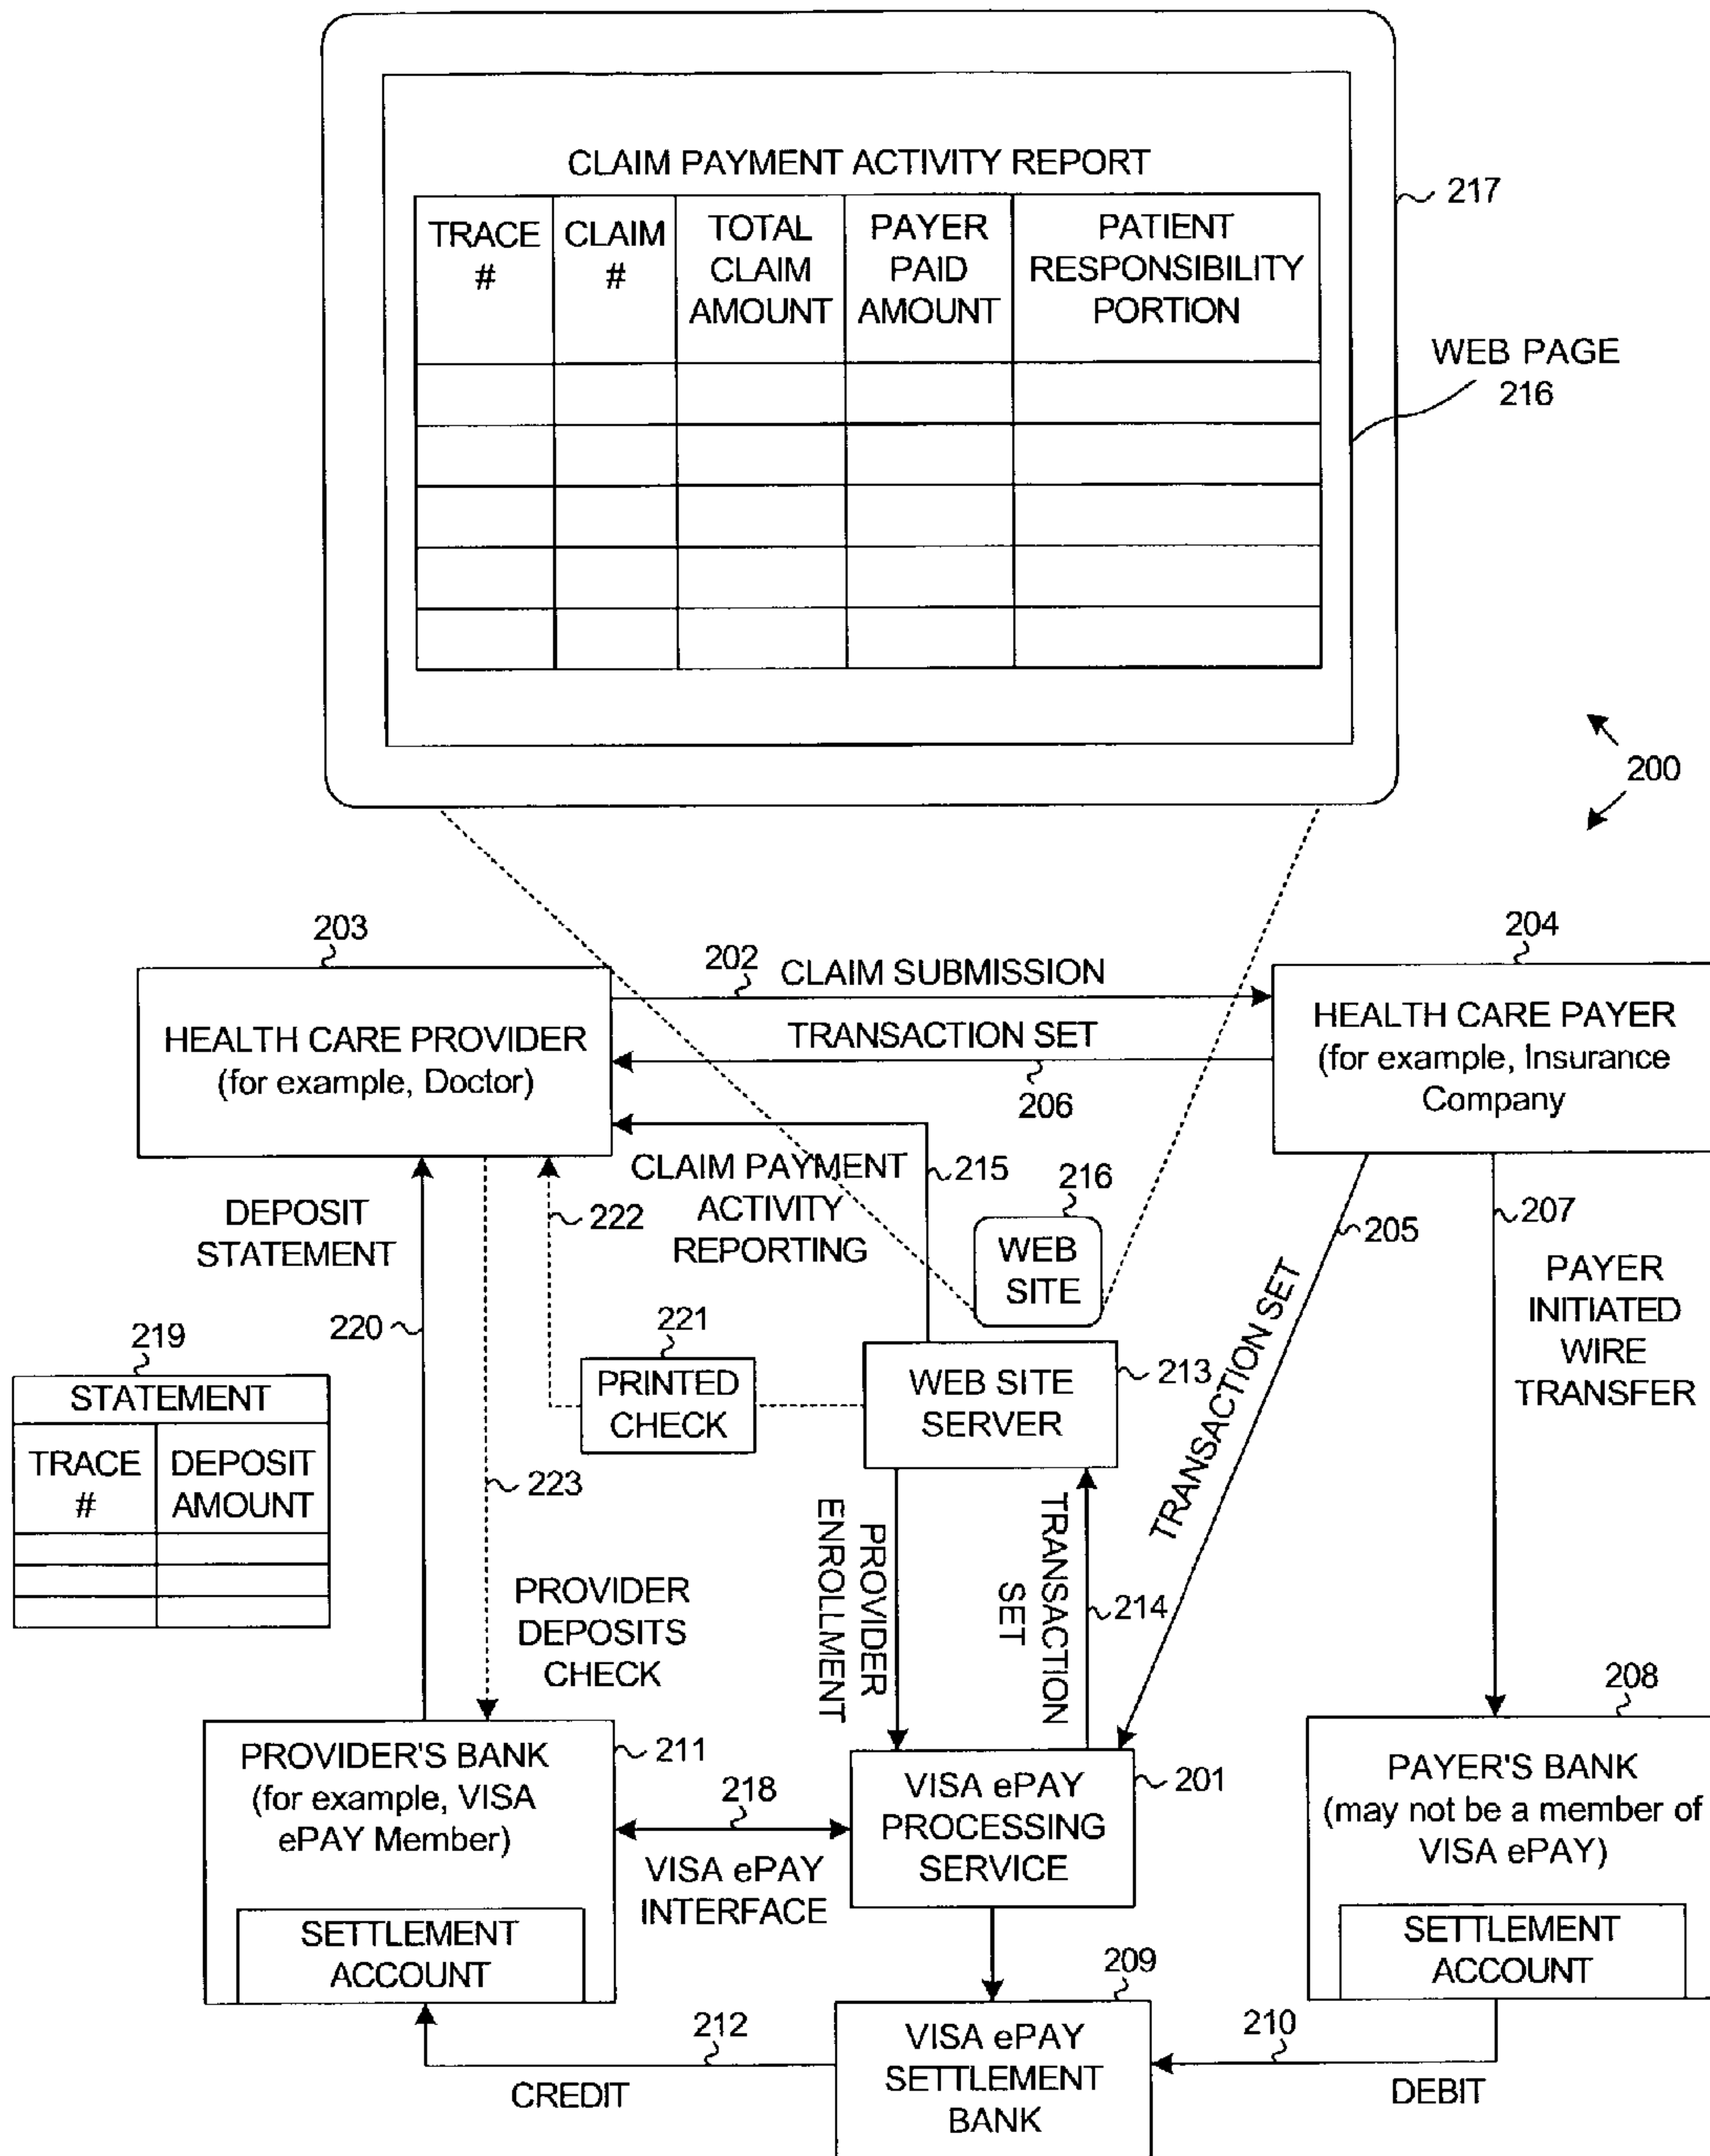 CLAIM PAYMENT ACTIVITY REPORT
TRACE
#
CLAIM
#
TOTAL
CLAIM
AMOUNT
PAYER
PAID
AMOUNT
PATIENT
RESPONSIBILITY
PORTION
217
WEB PAGE
216
200
203
HEALTH CARE PROVIDER
(for example, Doctor)
202
CLAIM SUBMISSION
TRANSACTION SET
206
204
HEALTH CARE PAYER
(for example, Insurance
Company
DEPOSIT
STATEMENT
222
CLAIM PAYMENT
ACTIVITY
REPORTING
215
216
WEB
SITE
205
207
TRANSACTION SET
PAYER
INITIATED
WIRE
TRANSFER
220
219
STATEMENT
TRACE
#
DEPOSIT
AMOUNT
221
PRINTED
CHECK
WEB SITE
SERVER
213
223
PROVIDER
DEPOSITS
CHECK
PROVIDER
ENROLLMENT
TRANSACTION
SET
214
208
PROVIDER'S BANK
(for example, VISA
ePAY Member)
211
SETTLEMENT
ACCOUNT
218
VISA ePAY
INTERFACE
VISA ePAY
PROCESSING
SERVICE
201
PAYER'S BANK
(may not be a member of
VISA ePAY)
SETTLEMENT
ACCOUNT
209
212
CREDIT
VISA ePAY
SETTLEMENT
BANK
210
DEBIT